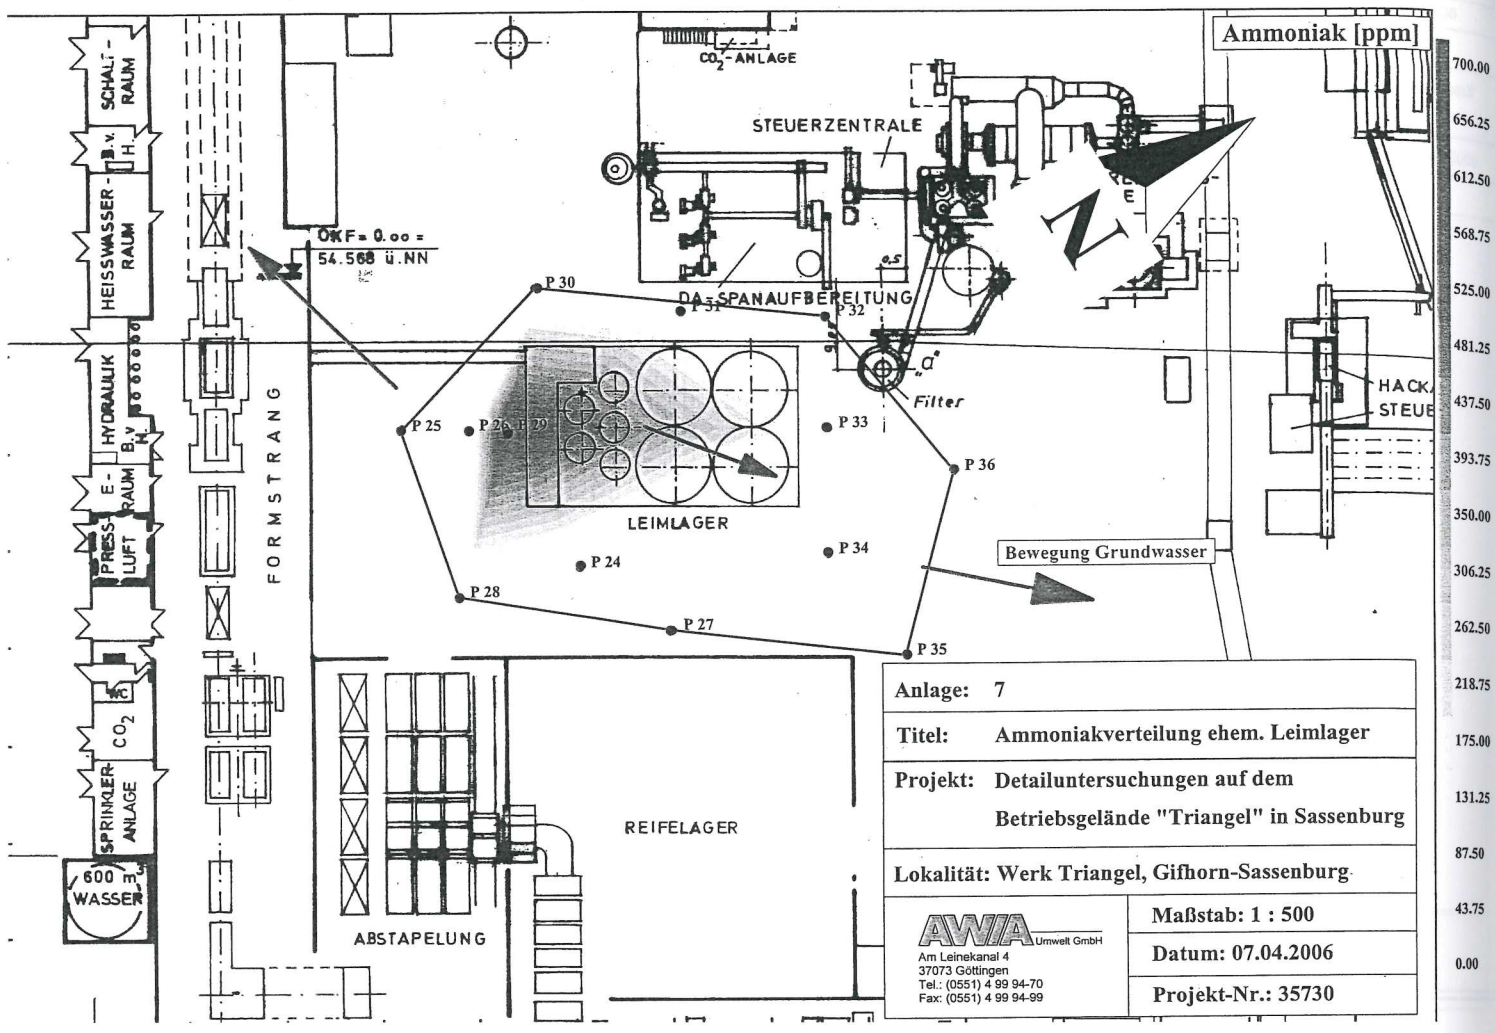 Ammoniak [ppm]
700.00
656.25
612.50
568.75
525.00
481.25
437.50
393.75
350.00
306.25
262.50
218.75
175.00
131.25
87.50
43.75
0.00
SCHALT-
RAUM
B.v.
H.
HEISSWASSER-
RAUM
HYDRAULIK
B.v
H.
E-
RAUM
PRESS-
LUFT
WC
CO2
SPRINKLER-
ANLAGE
600 m3
WASSER
FORMSTRANG
OKF = 0.00 =
54.568 ü.NN
CO2-ANLAGE
STEUERZENTRALE
DA-SPANAUFBEREITUNG
0,5
N
E
"a"
Filter
HACK
STEUE
P 30
P 31
P 32
P 25
P 26
P 29
P 33
P 36
LEIMLAGER
P 24
P 34
Bewegung Grundwasser
P 28
P 27
P 35
REIFELAGER
ABSTAPELUNG
Anlage: 7
Titel: Ammoniakverteilung ehem. Leimlager
Projekt: Detailuntersuchungen auf dem
Betriebsgelände "Triangel" in Sassenburg
Lokalität: Werk Triangel, Gifhorn-Sassenburg
AWIA
Umwelt GmbH
Am Leinekanal 4
37073 Göttingen
Tel.: (0551) 4 99 94-70
Fax: (0551) 4 99 94-99
Maßstab: 1 : 500
Datum: 07.04.2006
Projekt-Nr.: 35730